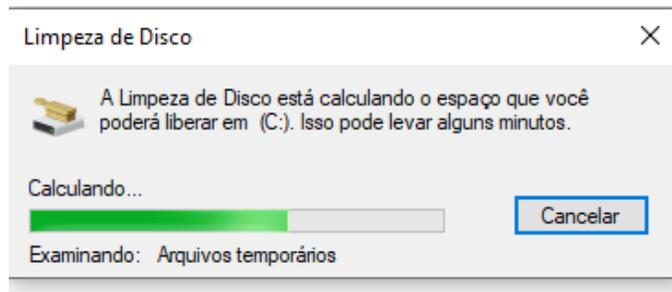 Limpeza de Disco
A Limpeza de Disco está calculando o espaço que você
poderá liberar em  (C:). Isso pode levar alguns minutos.
Calculando...
Cancelar
Examinando:   Arquivos temporários